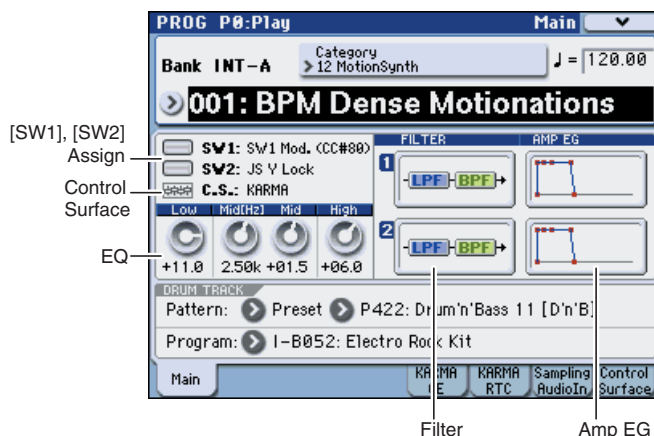 PROG P0:Play Main
Bank INT-A
Category
12 MotionSynth
♩ = 120.00
001: BPM Dense Motionations
[SW1], [SW2]
Assign
SW1: SW1 Mod. (CC#80)
SW2: JS Y Lock
Control
Surface
C.S.: KARMA
FILTER AMP EG
1
LPF BPF
2
LPF BPF
Low Mid[Hz] Mid High
EQ
+11.0 2.50k +01.5 +06.0
DRUM TRACK
Pattern: Preset P422: Drum'n'Bass 11 [D'n'B]
Program: I-B052: Electro Rock Kit
Main
KARMA
GE
KARMA
RTC
Sampling
AudioIn
Control
Surface
Filter Amp EG